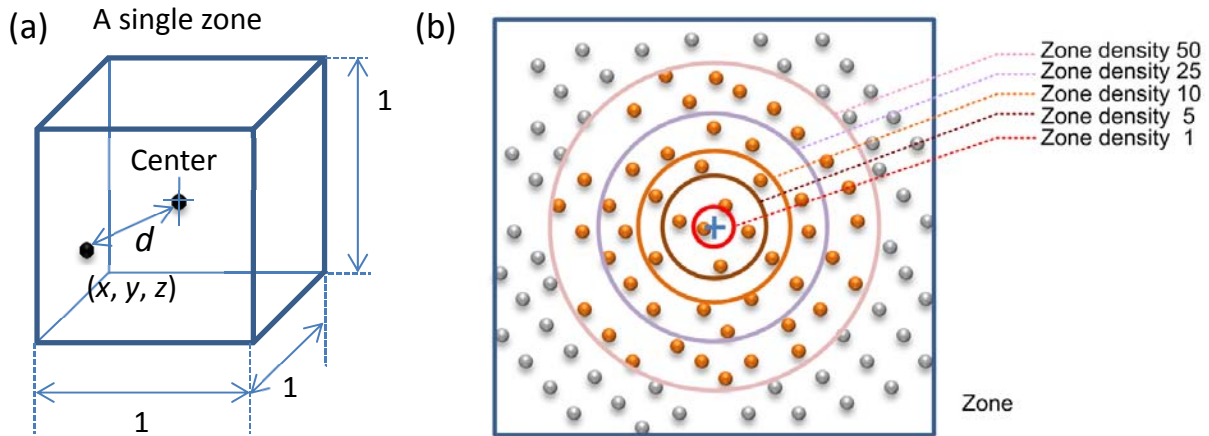 (a)
A single zone
1
Center
d
(x, y, z)
1
1
(b)
Zone density 50
Zone density 25
Zone density 10
Zone density 5
Zone density 1
Zone